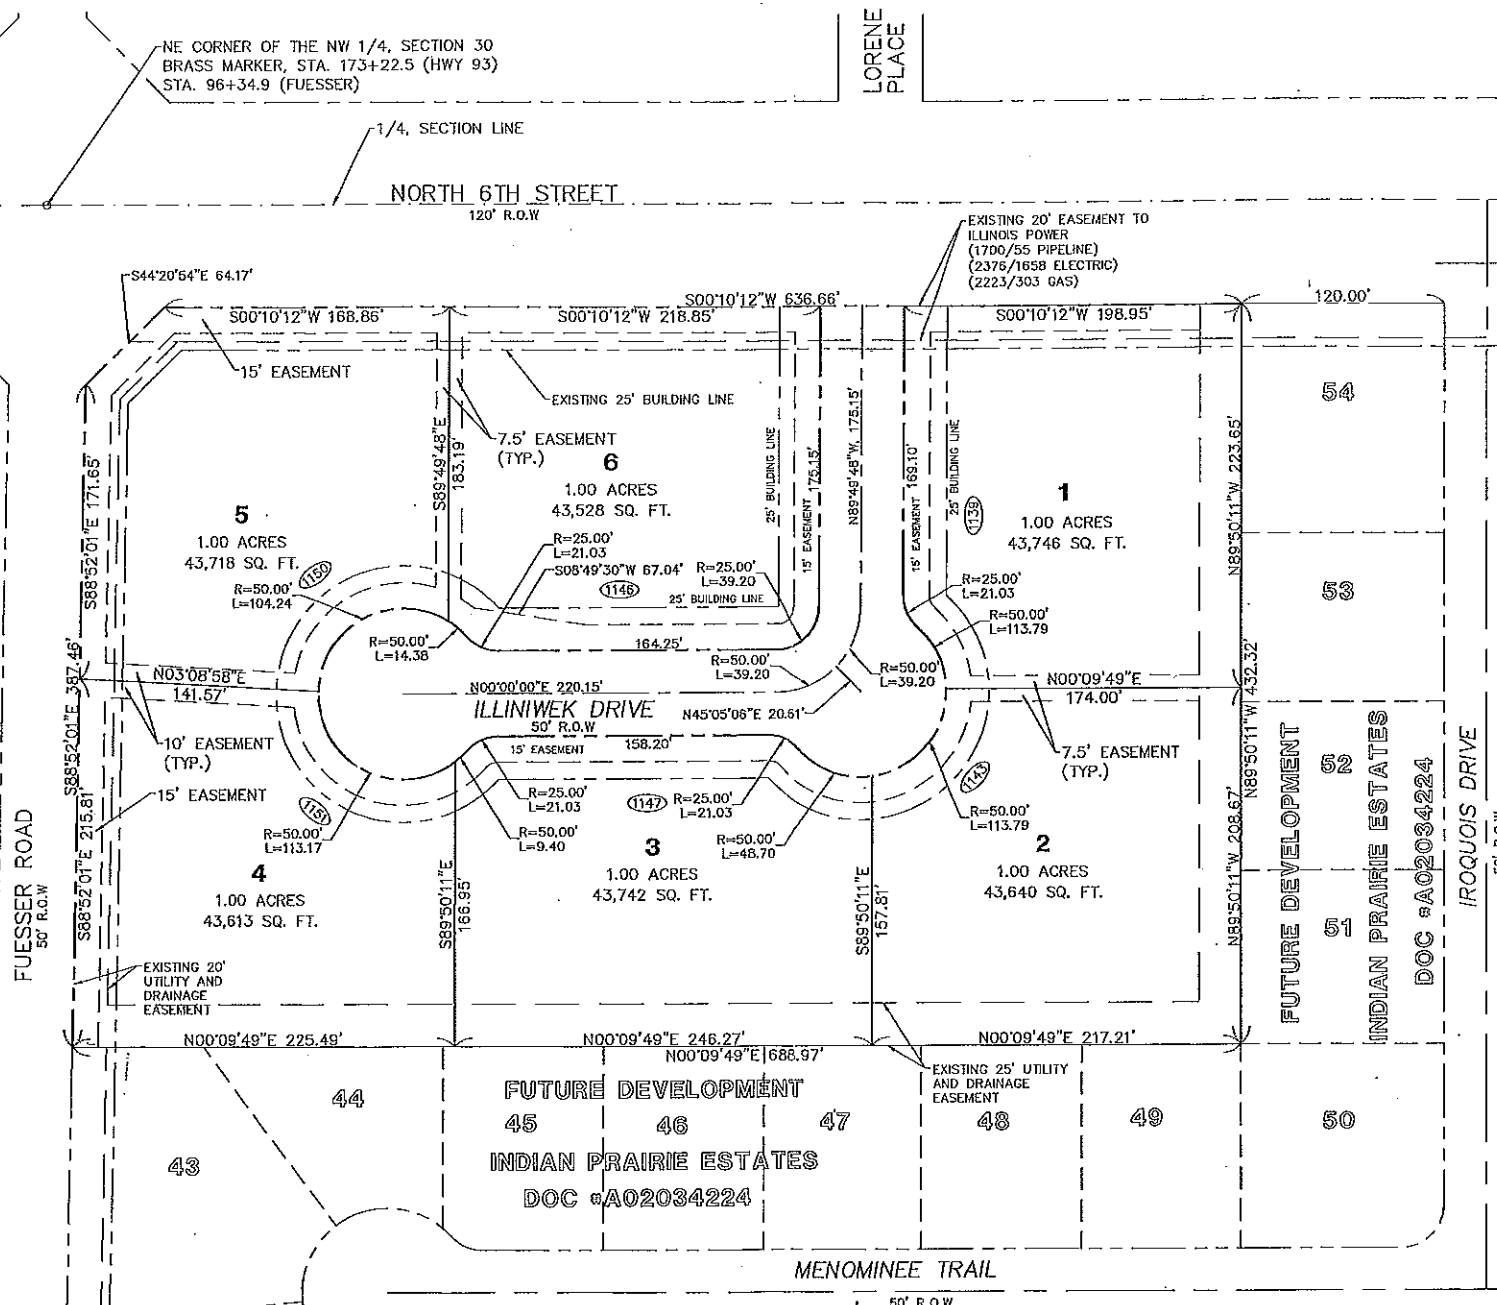 LORENE
PLACE
NE CORNER OF THE NW 1/4, SECTION 30
BRASS MARKER, STA. 173+22.5 (HWY 93)
STA. 96+34.9 (FUESSER)
1/4, SECTION LINE
NORTH 6TH STREET
120' R.O.W
EXISTING 20' EASEMENT TO
ILLINOIS POWER
(1700/55 PIPELINE)
(2376/1658 ELECTRIC)
(2223/303 GAS)
S44°20'54"E 64.17'
S00°10'12"W 636.66'
120.00'
S00°10'12"W 168.86'
S00°10'12"W 218.85'
S00°10'12"W 198.95'
15' EASEMENT
EXISTING 25' BUILDING LINE
54
7.5' EASEMENT
(TYP.)
S89°49'48"E
183.19'
6
1.00 ACRES
43,528 SQ. FT.
25' BUILDING LINE
15' EASEMENT
175.15'
N89°49'48"W, 175.15'
15' EASEMENT
169.10'
25' BUILDING LINE
1139
1
1.00 ACRES
43,746 SQ. FT.
N89°50'11"W 223.65'
S88°52'01"E 171.65'
5
1.00 ACRES
43,718 SQ. FT.
R=50.00'
L=104.24
1150
R=25.00'
L=21.03
S08°49'30"W 67.04'
1146
R=25.00'
L=39.20
25' BUILDING LINE
R=25.00'
L=21.03
R=50.00'
L=113.79
53
R=50.00'
L=14.38
164.25'
R=50.00'
L=39.20
R=50.00'
L=39.20
N03°08'58"E
141.57'
N00°00'00"E 220.15'
ILLINIWEK DRIVE
50' R.O.W
N45°05'06"E 20.61'
N00°09'49"E
174.00'
N89°50'11"W 432.32'
S88°52'01"E 387.46'
10' EASEMENT
(TYP.)
15' EASEMENT
158.20'
7.5' EASEMENT
(TYP.)
52
15' EASEMENT
1151
R=50.00'
L=113.17
R=25.00'
L=21.03
R=50.00'
L=9.40
1147
R=25.00'
L=21.03
R=50.00'
L=48.70
1143
R=50.00'
L=113.79
FUESSER ROAD
50' R.O.W
S88°52'01"E 215.81'
4
1.00 ACRES
43,613 SQ. FT.
S89°50'11"E
166.95'
3
1.00 ACRES
43,742 SQ. FT.
S89°50'11"E
157.81'
2
1.00 ACRES
43,640 SQ. FT.
N89°50'11"W 208.67'
51
FUTURE DEVELOPMENT
INDIAN PRAIRIE ESTATES
DOC #A02034224
IROQUOIS DRIVE
EXISTING 20'
UTILITY AND
DRAINAGE
EASEMENT
N00°09'49"E 225.49'
N00°09'49"E 246.27'
N00°09'49"E 217.21'
N00°09'49"E 688.97'
EXISTING 25' UTILITY
AND DRAINAGE
EASEMENT
FUTURE DEVELOPMENT
43
44
45
46
47
48
49
50
INDIAN PRAIRIE ESTATES
DOC #A02034224
MENOMINEE TRAIL
50' R.O.W